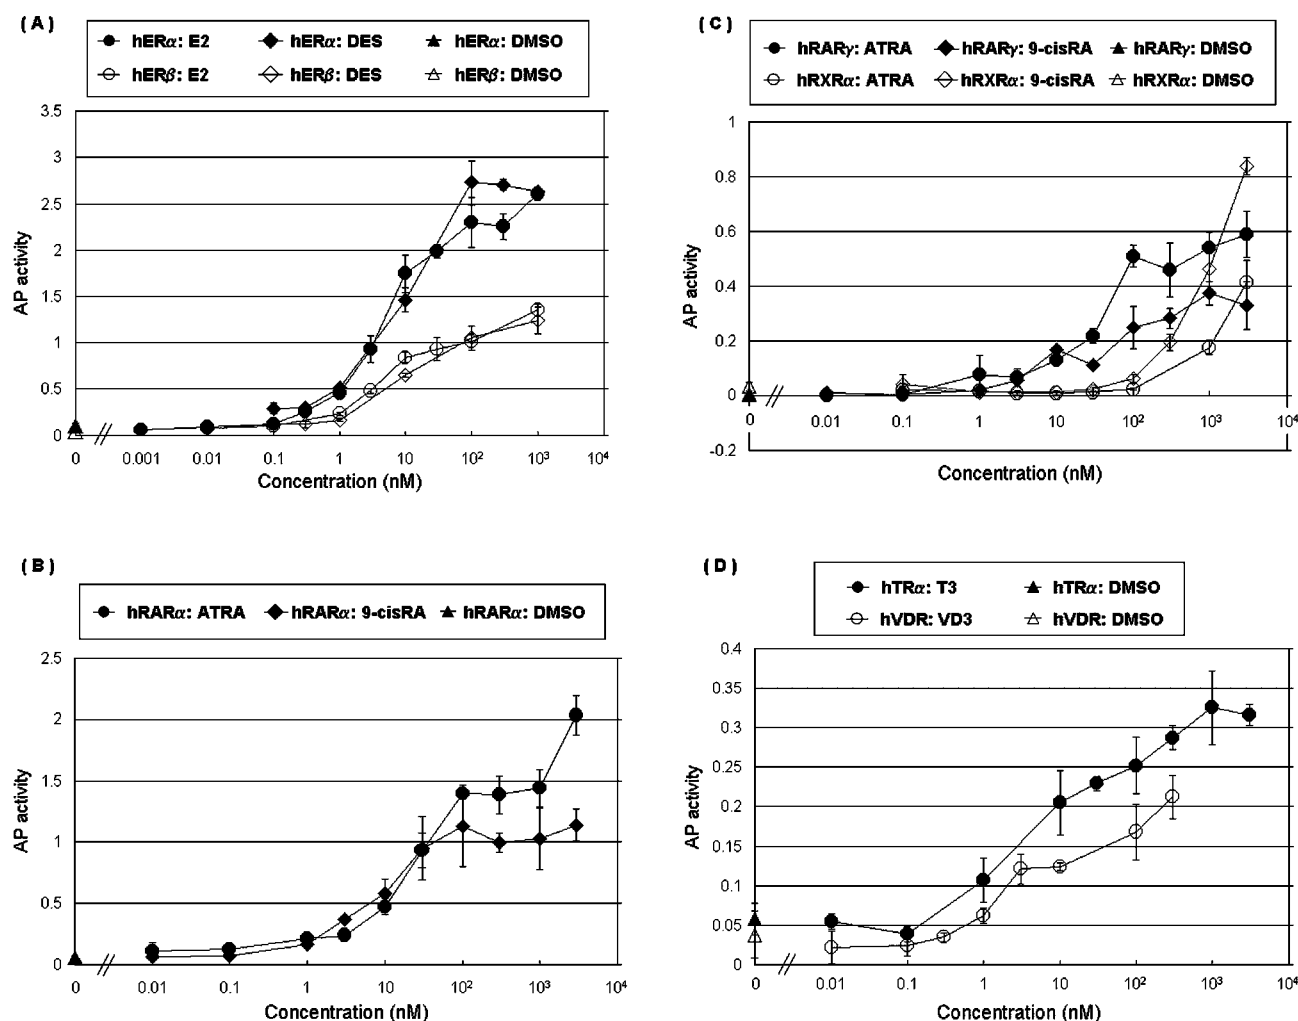 ( A )
hERα: E2 hERα: DES hERα: DMSO
hERβ: E2 hERβ: DES hERβ: DMSO
3.5
3
2.5
2
1.5
1
0.5
0
AP activity
0 0.001 0.01 0.1 1 10 10² 10³ 10⁴
Concentration (nM)
( C )
hRARγ: ATRA hRARγ: 9-cisRA hRARγ: DMSO
hRXRα: ATRA hRXRα: 9-cisRA hRXRα: DMSO
1
0.8
0.6
0.4
0.2
0
-0.2
AP activity
0 0.01 0.1 1 10 10² 10³ 10⁴
Concentration (nM)
( B )
hRARα: ATRA hRARα: 9-cisRA hRARα: DMSO
2.5
2
1.5
1
0.5
0
AP activity
0 0.01 0.1 1 10 10² 10³ 10⁴
Concentration (nM)
( D )
hTRα: T3 hTRα: DMSO
hVDR: VD3 hVDR: DMSO
0.4
0.35
0.3
0.25
0.2
0.15
0.1
0.05
0
AP activity
0 0.01 0.1 1 10 10² 10³ 10⁴
Concentration (nM)